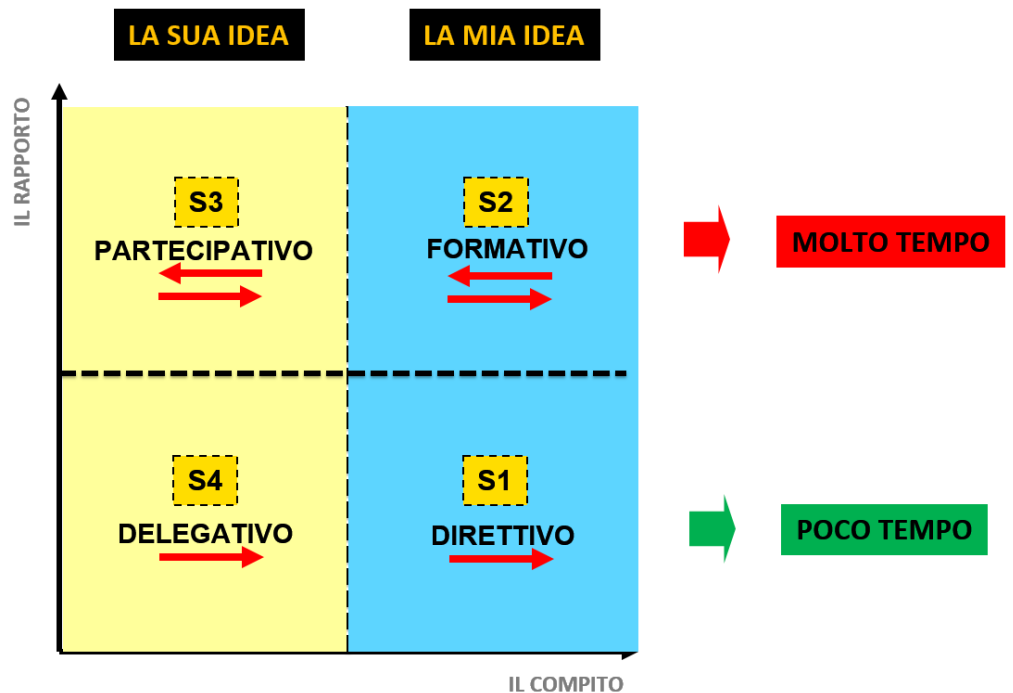 LA SUA IDEA
LA MIA IDEA
IL RAPPORTO
S3
PARTECIPATIVO
S2
FORMATIVO
MOLTO TEMPO
S4
DELEGATIVO
S1
DIRETTIVO
POCO TEMPO
IL COMPITO